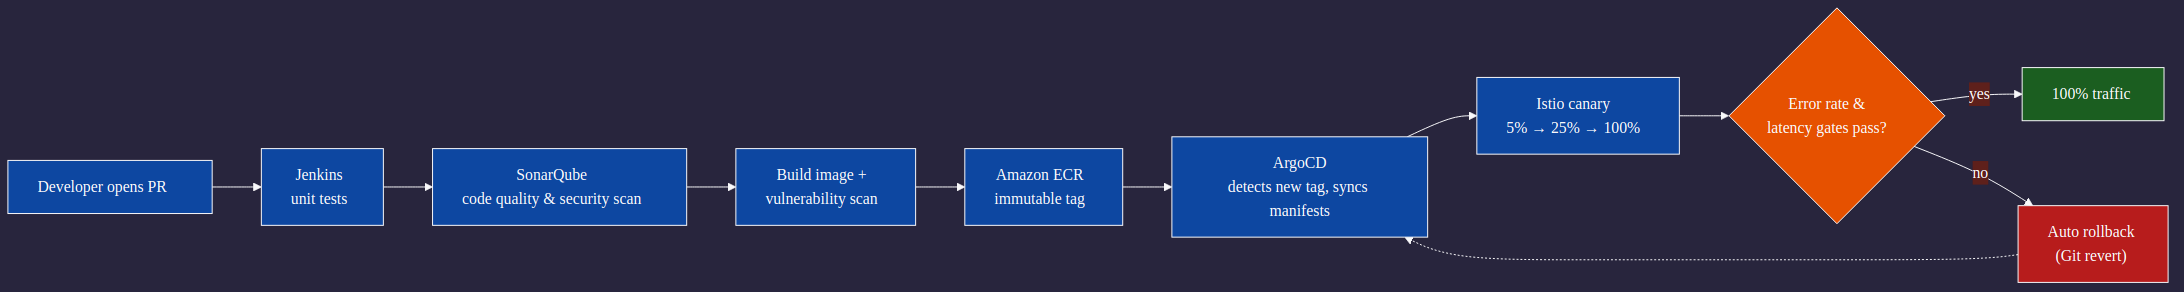 Developer opens PR
Jenkins
unit tests
SonarQube
code quality & security scan
Build image +
vulnerability scan
Amazon ECR
immutable tag
ArgoCD
detects new tag, syncs
manifests
Istio canary
5% → 25% → 100%
Error rate &
latency gates pass?
yes
100% traffic
no
Auto rollback
(Git revert)